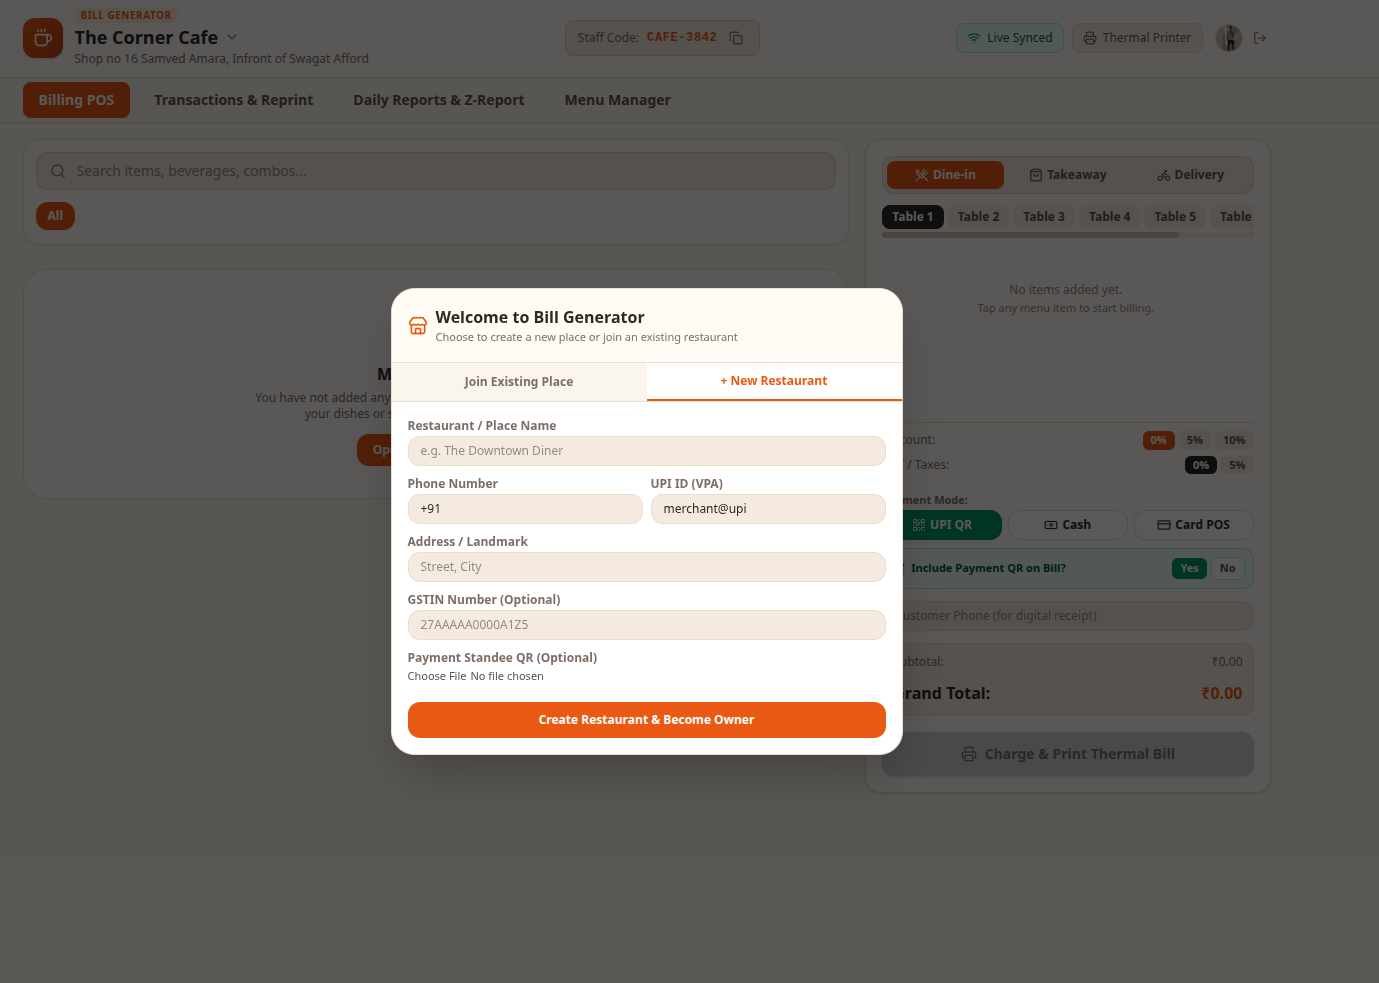 BILL GENERATOR
The Corner Cafe
Shop no 16 Samved Amara, Infront of Swagat Afford
Staff Code: CAFE-3842
Live Synced
Thermal Printer
Billing POS
Transactions & Reprint
Daily Reports & Z-Report
Menu Manager
Search items, beverages, combos...
All
Dine-in
Takeaway
Delivery
Table 1
Table 2
Table 3
Table 4
Table 5
Table
No items added yet.
Tap any menu item to start billing.
M
You have not added any
your dishes or s
Op
Welcome to Bill Generator
Choose to create a new place or join an existing restaurant
Join Existing Place
+ New Restaurant
Restaurant / Place Name
e.g. The Downtown Diner
Phone Number
UPI ID (VPA)
+91
merchant@upi
Address / Landmark
Street, City
GSTIN Number (Optional)
27AAAAA0000A1Z5
Payment Standee QR (Optional)
Choose File No file chosen
Create Restaurant & Become Owner
count:
0%
5%
10%
/ Taxes:
0%
5%
ment Mode:
UPI QR
Cash
Card POS
Include Payment QR on Bill?
Yes
No
ustomer Phone (for digital receipt)
ubtotal:
₹0.00
rand Total:
₹0.00
Charge & Print Thermal Bill